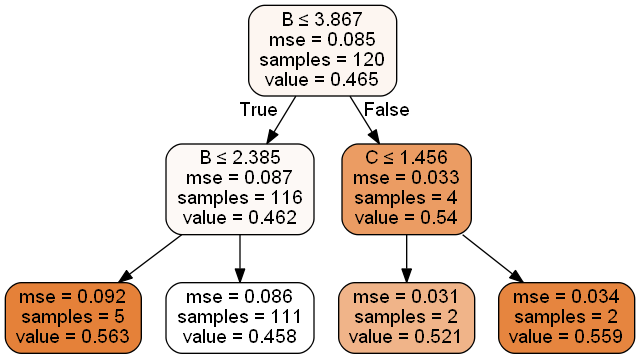 B ≤ 3.867
mse = 0.085
samples = 120
value = 0.465
True
False
B ≤ 2.385
mse = 0.087
samples = 116
value = 0.462
C ≤ 1.456
mse = 0.033
samples = 4
value = 0.54
mse = 0.092
samples = 5
value = 0.563
mse = 0.086
samples = 111
value = 0.458
mse = 0.031
samples = 2
value = 0.521
mse = 0.034
samples = 2
value = 0.559